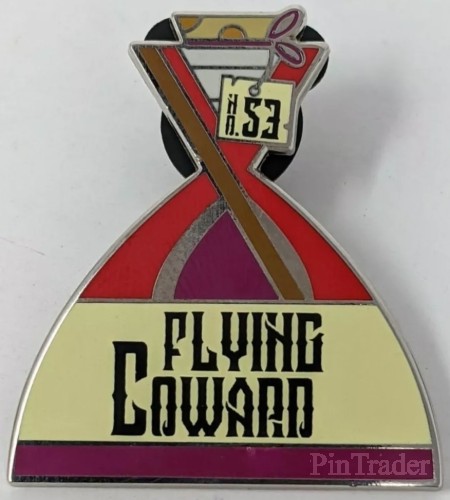 NO. 53
FLYING
COWARD
PinTrader